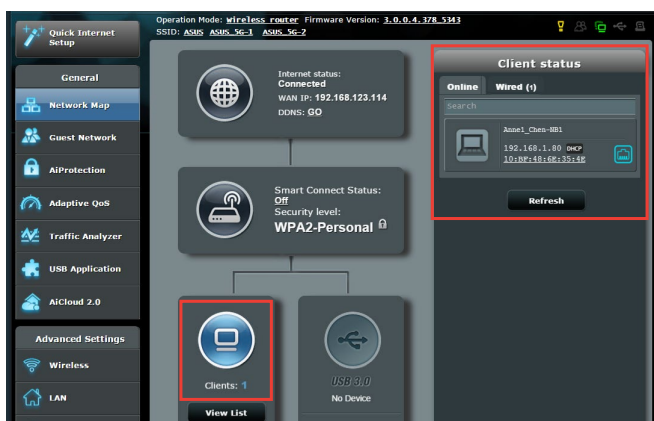 Operation Mode: Wireless router Firmware Version: 3.0.0.4.378_5343
SSID: ASUS ASUS_5G-1 ASUS_5G-2
Quick Internet
Setup
General
Network Map
Guest Network
AiProtection
Adaptive QoS
Traffic Analyzer
USB Application
AiCloud 2.0
Advanced Settings
Wireless
LAN
Internet status:
Connected
WAN IP: 192.168.123.114
DDNS: GO
Smart Connect Status:
Off
Security level:
WPA2-Personal
Clients: 1
View List
USB 3.0
No Device
Client status
Online Wired (1)
Search
Annel_Chen-NB1
192.168.1.80 DHCP
10:BF:48:6E:35:4E
Refresh